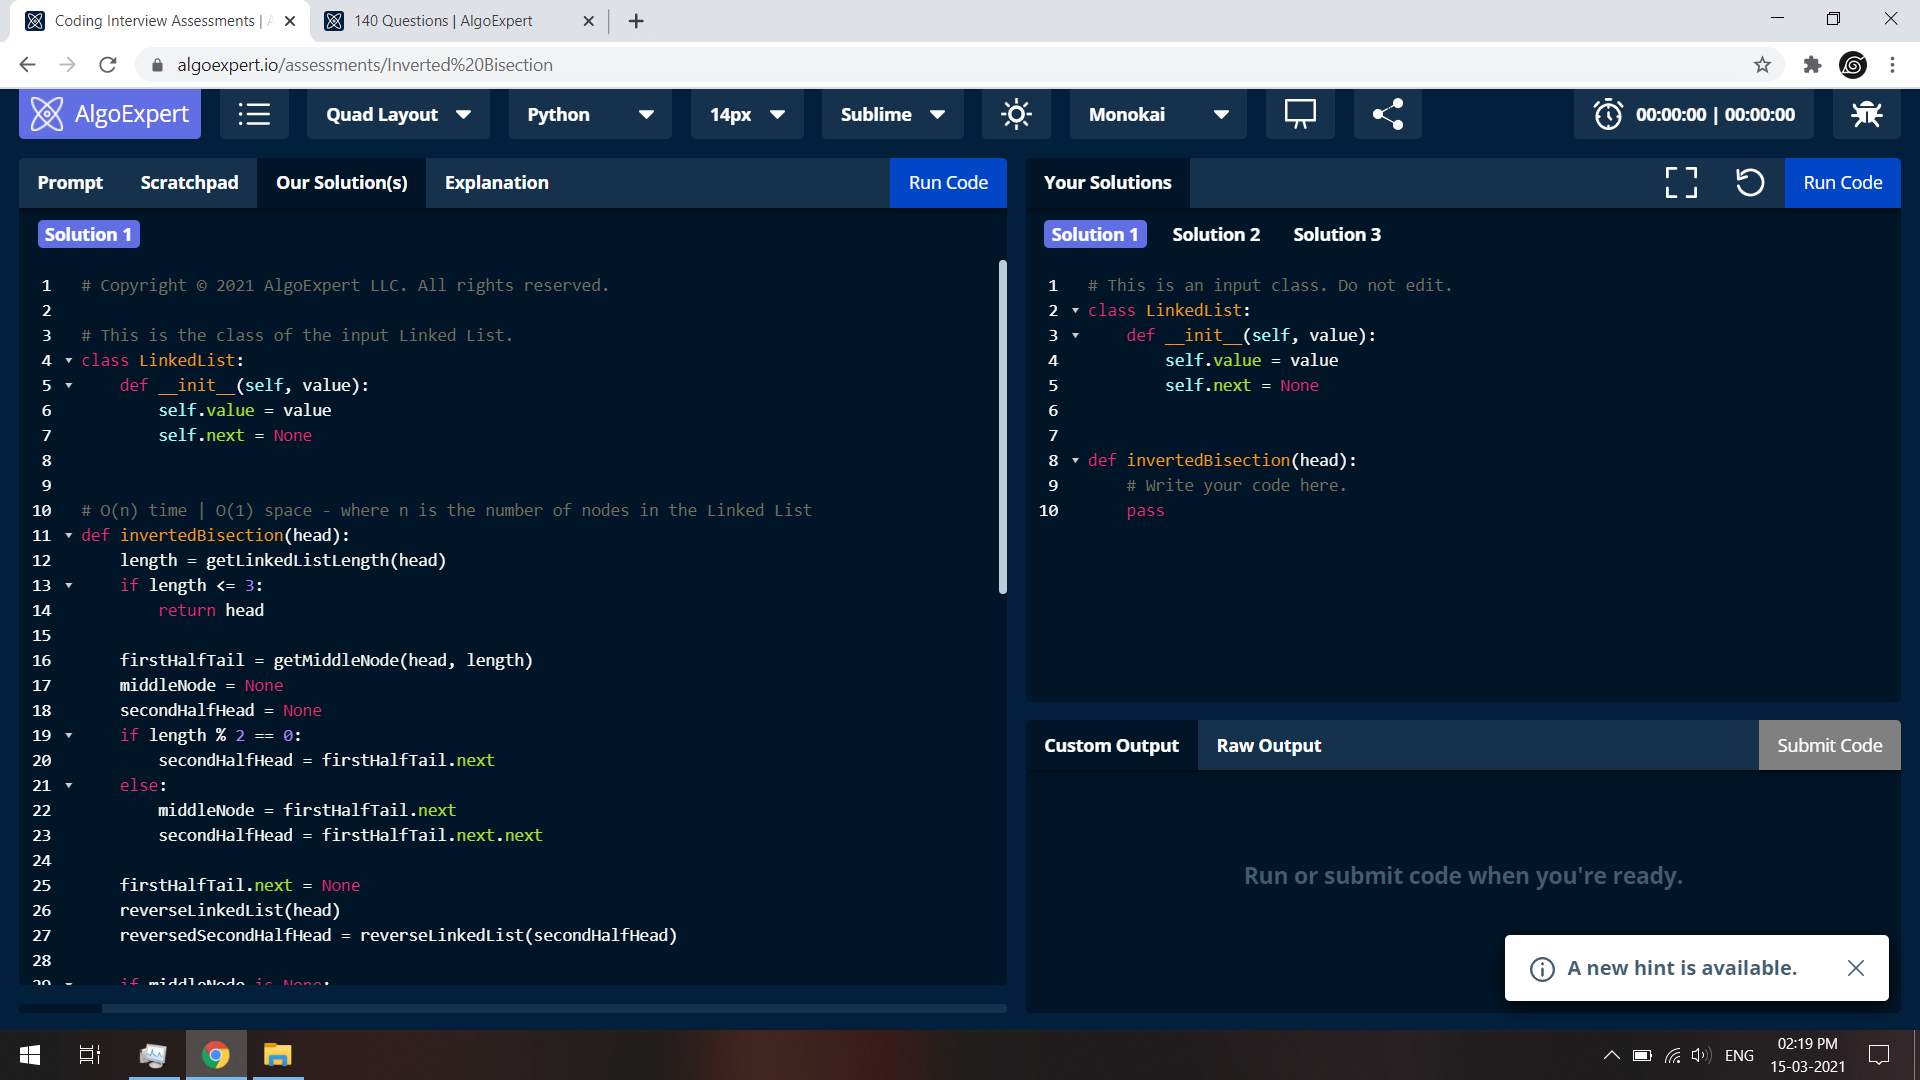 Coding Interview Assessments | A
140 Questions | AlgoExpert
algoexpert.io/assessments/Inverted%20Bisection
AlgoExpert
Quad Layout
Python
14px
Sublime
Monokai
00:00:00 | 00:00:00
Prompt
Scratchpad
Our Solution(s)
Explanation
Run Code
Solution 1
1 # Copyright © 2021 AlgoExpert LLC. All rights reserved.
2
3 # This is the class of the input Linked List.
4 class LinkedList:
5 def __init__(self, value):
6 self.value = value
7 self.next = None
8
9
10 # O(n) time | O(1) space - where n is the number of nodes in the Linked List
11 def invertedBisection(head):
12 length = getLinkedListLength(head)
13 if length <= 3:
14 return head
15
16 firstHalfTail = getMiddleNode(head, length)
17 middleNode = None
18 secondHalfHead = None
19 if length % 2 == 0:
20 secondHalfHead = firstHalfTail.next
21 else:
22 middleNode = firstHalfTail.next
23 secondHalfHead = firstHalfTail.next.next
24
25 firstHalfTail.next = None
26 reverseLinkedList(head)
27 reversedSecondHalfHead = reverseLinkedList(secondHalfHead)
28
29 if middleNode is None:
Your Solutions
Run Code
Solution 1
Solution 2
Solution 3
1 # This is an input class. Do not edit.
2 class LinkedList:
3 def __init__(self, value):
4 self.value = value
5 self.next = None
6
7
8 def invertedBisection(head):
9 # Write your code here.
10 pass
Custom Output
Raw Output
Submit Code
Run or submit code when you're ready.
A new hint is available.
ENG
02:19 PM
15-03-2021